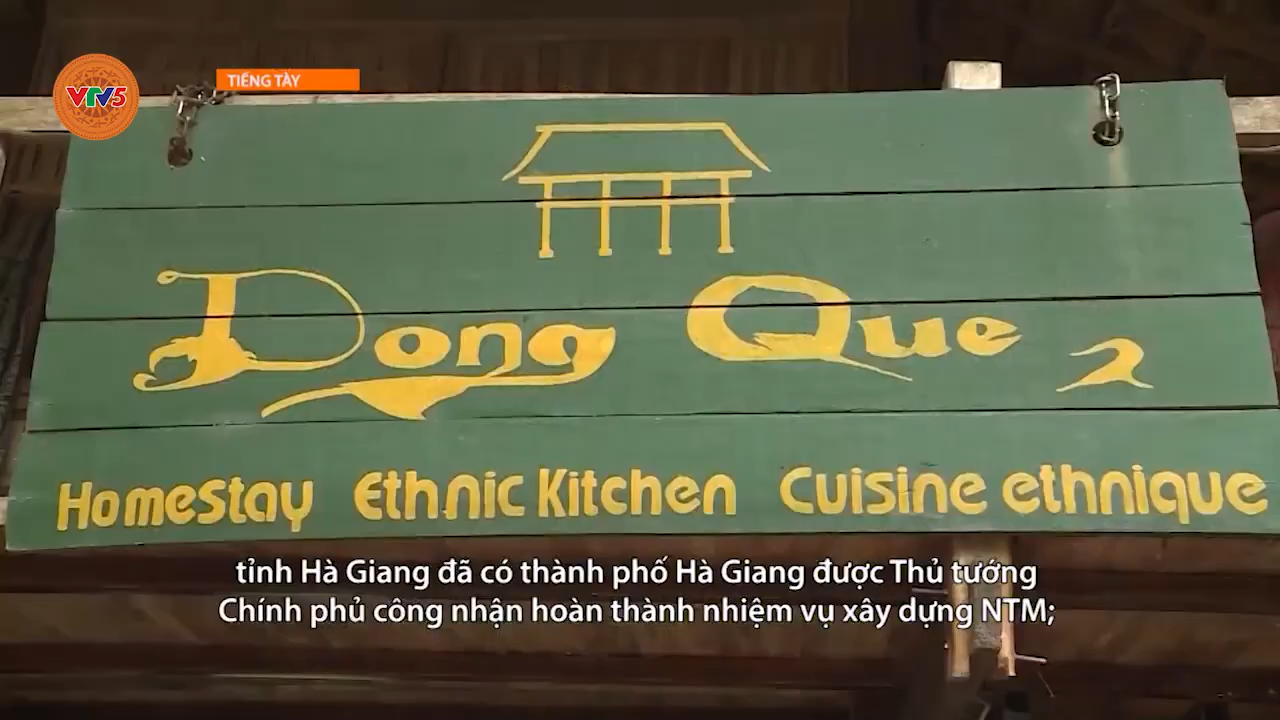 VTV5
TIẾNG TÀY
Dong Que 2
Homestay Ethnic Kitchen Cuisine ethnique
tỉnh Hà Giang đã có thành phố Hà Giang được Thủ tướng
Chính phủ công nhận hoàn thành nhiệm vụ xây dựng NTM;